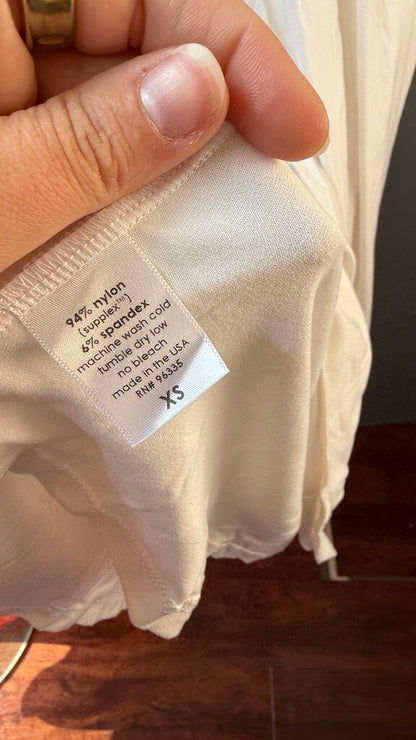 94% nylon
(supplex™)
6% spandex
machine wash cold
tumble dry low
no bleach
made in the USA
RN# 96335
XS